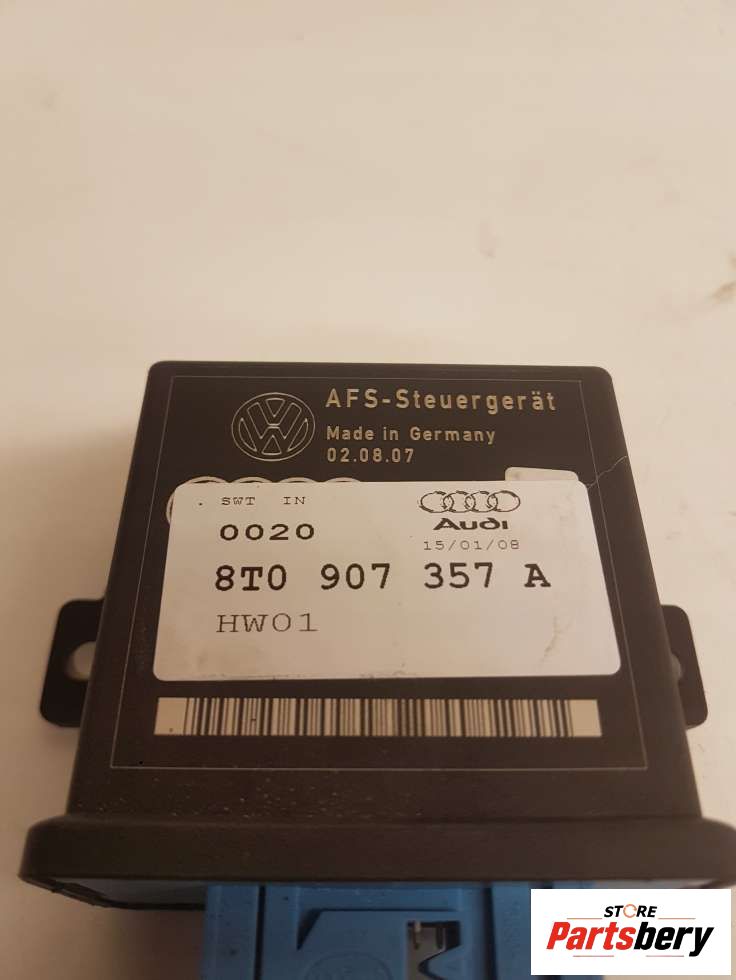 AFS-Steuergerät
Made in Germany
02.08.07
SWT IN
0020
Audi
15/01/08
8T0 907 357 A
HW01
STORE
Partsbery